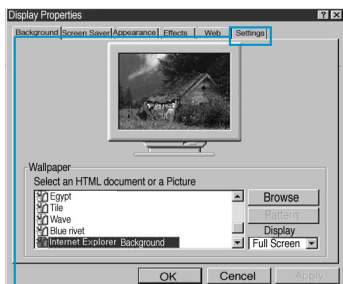 Display Properties ? X
Background Screen Saver Appearance Effects Web Settings
Wallpaper
Select an HTML document or a Picture
Egypt
Tile
Wave
Blue rivet
Internet Explorer Background
Browse
Pattern
Display
Full Screen
OK Cancel Apply